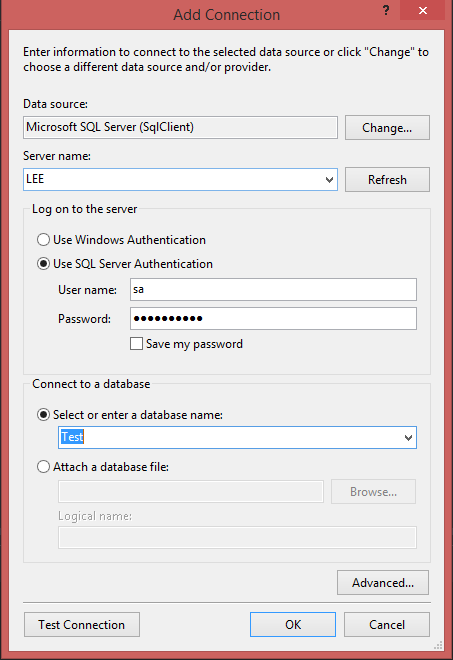 Add Connection
?
×
Enter information to connect to the selected data source or click "Change" to
choose a different data source and/or provider.
Data source:
Microsoft SQL Server (SqlClient)
Change...
Server name:
LEE
Refresh
Log on to the server
Use Windows Authentication
Use SQL Server Authentication
User name:
sa
Password:
●●●●●●●●●●
Save my password
Connect to a database
Select or enter a database name:
Test
Attach a database file:
Browse...
Logical name:
Advanced...
Test Connection
OK
Cancel